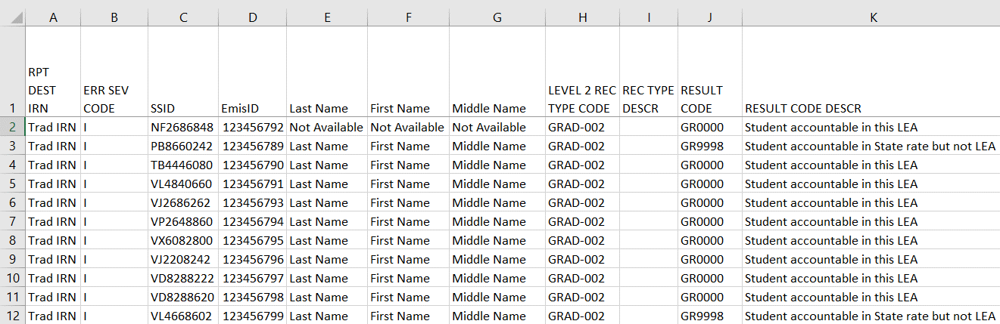 A B C D E F G H I J K
1 RPT DEST IRN ERR SEV CODE SSID EmisID Last Name First Name Middle Name LEVEL 2 REC TYPE CODE REC TYPE DESCR RESULT CODE RESULT CODE DESCR
2 Trad IRN I NF2686848 123456792 Not Available Not Available Not Available GRAD-002 GR0000 Student accountable in this LEA
3 Trad IRN I PB8660242 123456789 Last Name First Name Middle Name GRAD-002 GR9998 Student accountable in State rate but not LEA
4 Trad IRN I TB4446080 123456790 Last Name First Name Middle Name GRAD-002 GR0000 Student accountable in this LEA
5 Trad IRN I VL4840660 123456791 Last Name First Name Middle Name GRAD-002 GR0000 Student accountable in this LEA
6 Trad IRN I VJ2686262 123456793 Last Name First Name Middle Name GRAD-002 GR0000 Student accountable in this LEA
7 Trad IRN I VP2648860 123456794 Last Name First Name Middle Name GRAD-002 GR0000 Student accountable in this LEA
8 Trad IRN I VX6082800 123456795 Last Name First Name Middle Name GRAD-002 GR0000 Student accountable in this LEA
9 Trad IRN I VJ2208242 123456796 Last Name First Name Middle Name GRAD-002 GR0000 Student accountable in this LEA
10 Trad IRN I VD8288222 123456797 Last Name First Name Middle Name GRAD-002 GR0000 Student accountable in this LEA
11 Trad IRN I VD8288620 123456798 Last Name First Name Middle Name GRAD-002 GR0000 Student accountable in this LEA
12 Trad IRN I VL4668602 123456799 Last Name First Name Middle Name GRAD-002 GR9998 Student accountable in State rate but not LEA